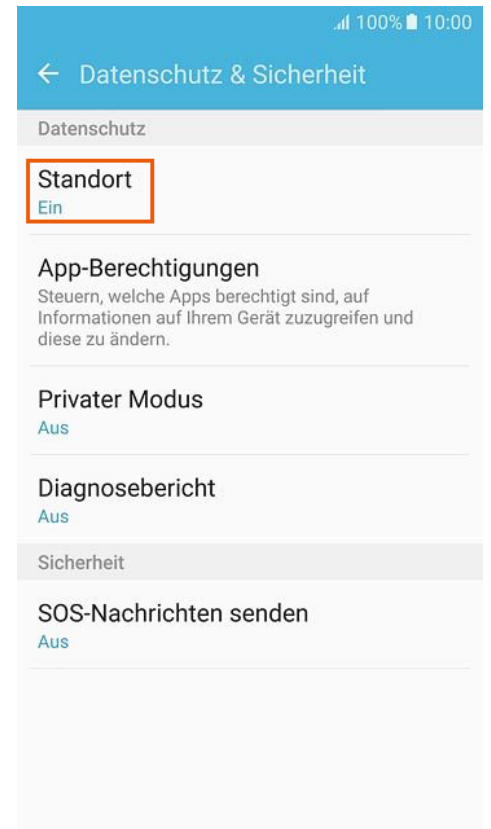 100% 10:00
Datenschutz & Sicherheit
Datenschutz
Standort
Ein
App-Berechtigungen
Steuern, welche Apps berechtigt sind, auf
Informationen auf Ihrem Gerät zuzugreifen und
diese zu ändern.
Privater Modus
Aus
Diagnosebericht
Aus
Sicherheit
SOS-Nachrichten senden
Aus